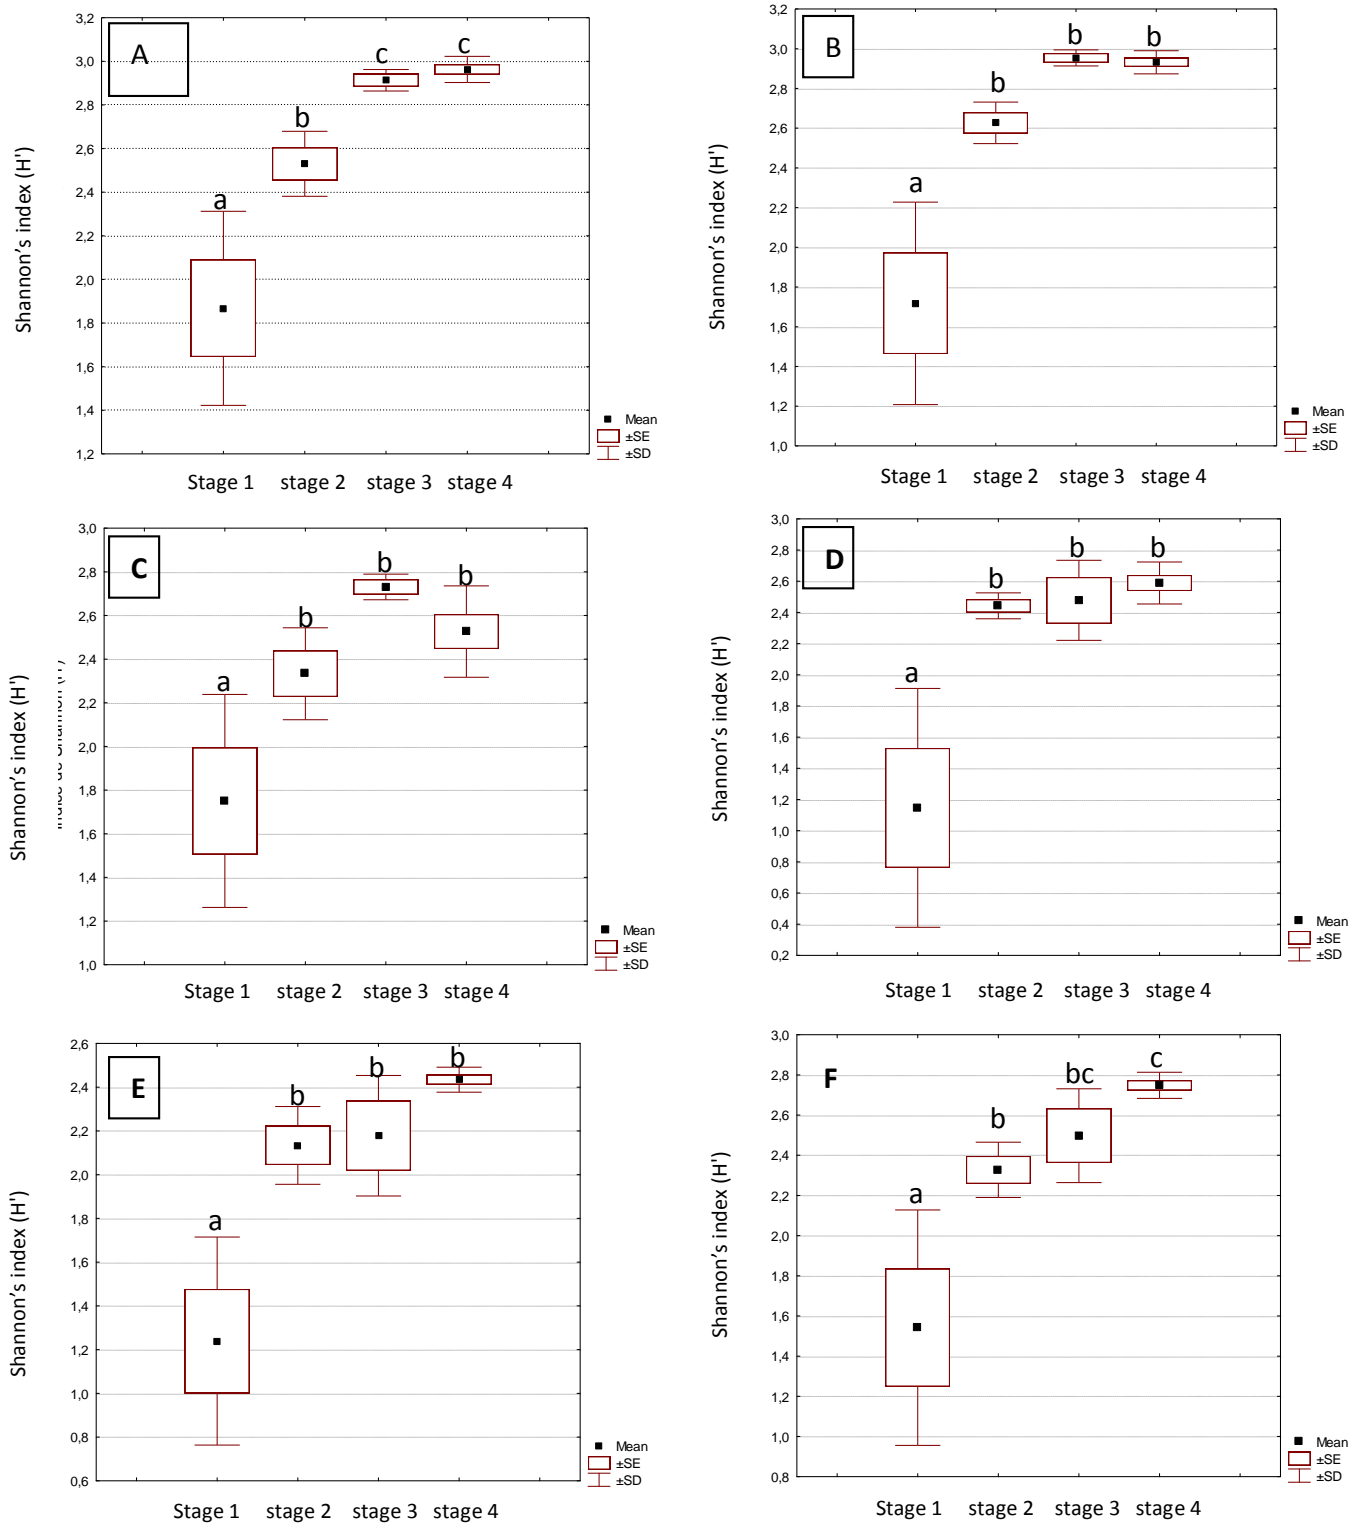 A
Shannon's index (H')
3,2
3,0
2,8
2,6
2,4
2,2
2,0
1,8
1,6
1,4
1,2
a
b
c
c
Stage 1 stage 2 stage 3 stage 4
Mean
±SE
±SD
B
Shannon's index (H')
3,2
3,0
2,8
2,6
2,4
2,2
2,0
1,8
1,6
1,4
1,2
1,0
a
b
b
b
Stage 1 stage 2 stage 3 stage 4
Mean
±SE
±SD
C
Shannon's index (H')
3,0
2,8
2,6
2,4
2,2
2,0
1,8
1,6
1,4
1,2
1,0
a
b
b
b
Stage 1 stage 2 stage 3 stage 4
Mean
±SE
±SD
D
Shannon's index (H')
3,0
2,8
2,6
2,4
2,2
2,0
1,8
1,6
1,4
1,2
1,0
0,8
0,6
0,4
0,2
a
b
b
b
Stage 1 stage 2 stage 3 stage 4
Mean
±SE
±SD
E
Shannon's index (H')
2,6
2,4
2,2
2,0
1,8
1,6
1,4
1,2
1,0
0,8
0,6
a
b
b
b
Stage 1 stage 2 stage 3 stage 4
Mean
±SE
±SD
F
Shannon's index (H')
3,0
2,8
2,6
2,4
2,2
2,0
1,8
1,6
1,4
1,2
1,0
0,8
a
b
bc
c
Stage 1 stage 2 stage 3 stage 4
Mean
±SE
±SD